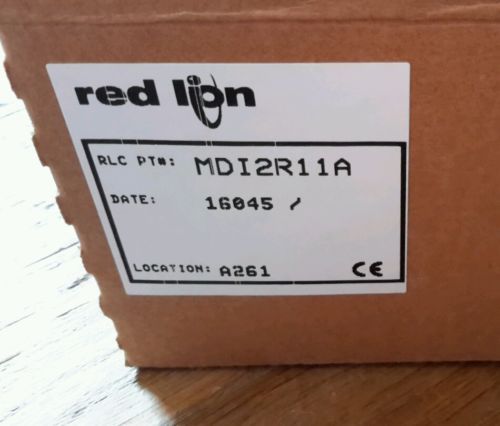 red lion
RLC PT#: MDI2R11A
DATE: 16045 /
LOCATION: A261
CE